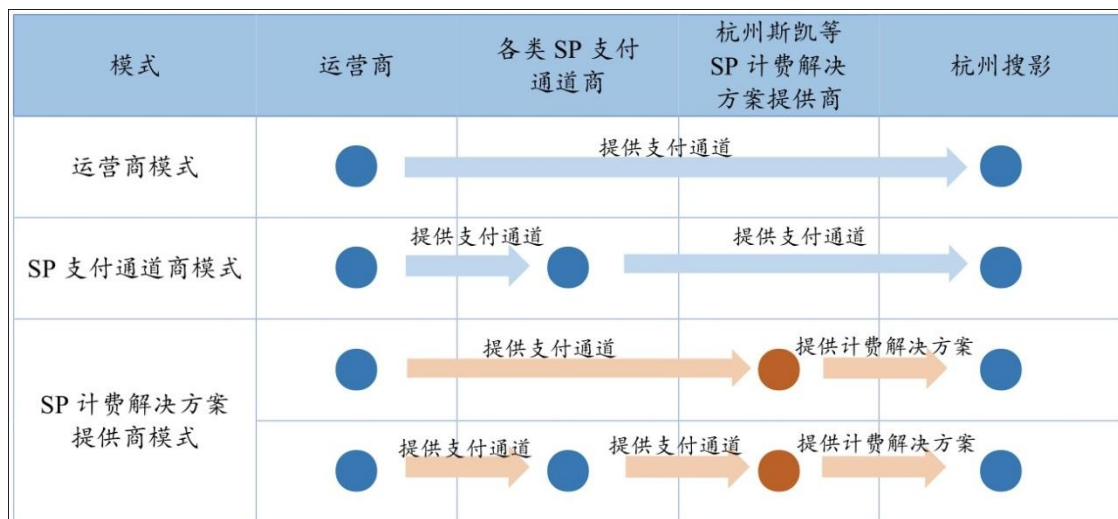 模式
运营商
各类 SP 支付
通道商
杭州斯凯等
SP 计费解决
方案提供商
杭州搜影
运营商模式
提供支付通道
SP 支付通道商模式
提供支付通道
提供支付通道
SP 计费解决方案
提供商模式
提供支付通道
提供计费解决方案
提供支付通道
提供支付通道
提供计费解决方案